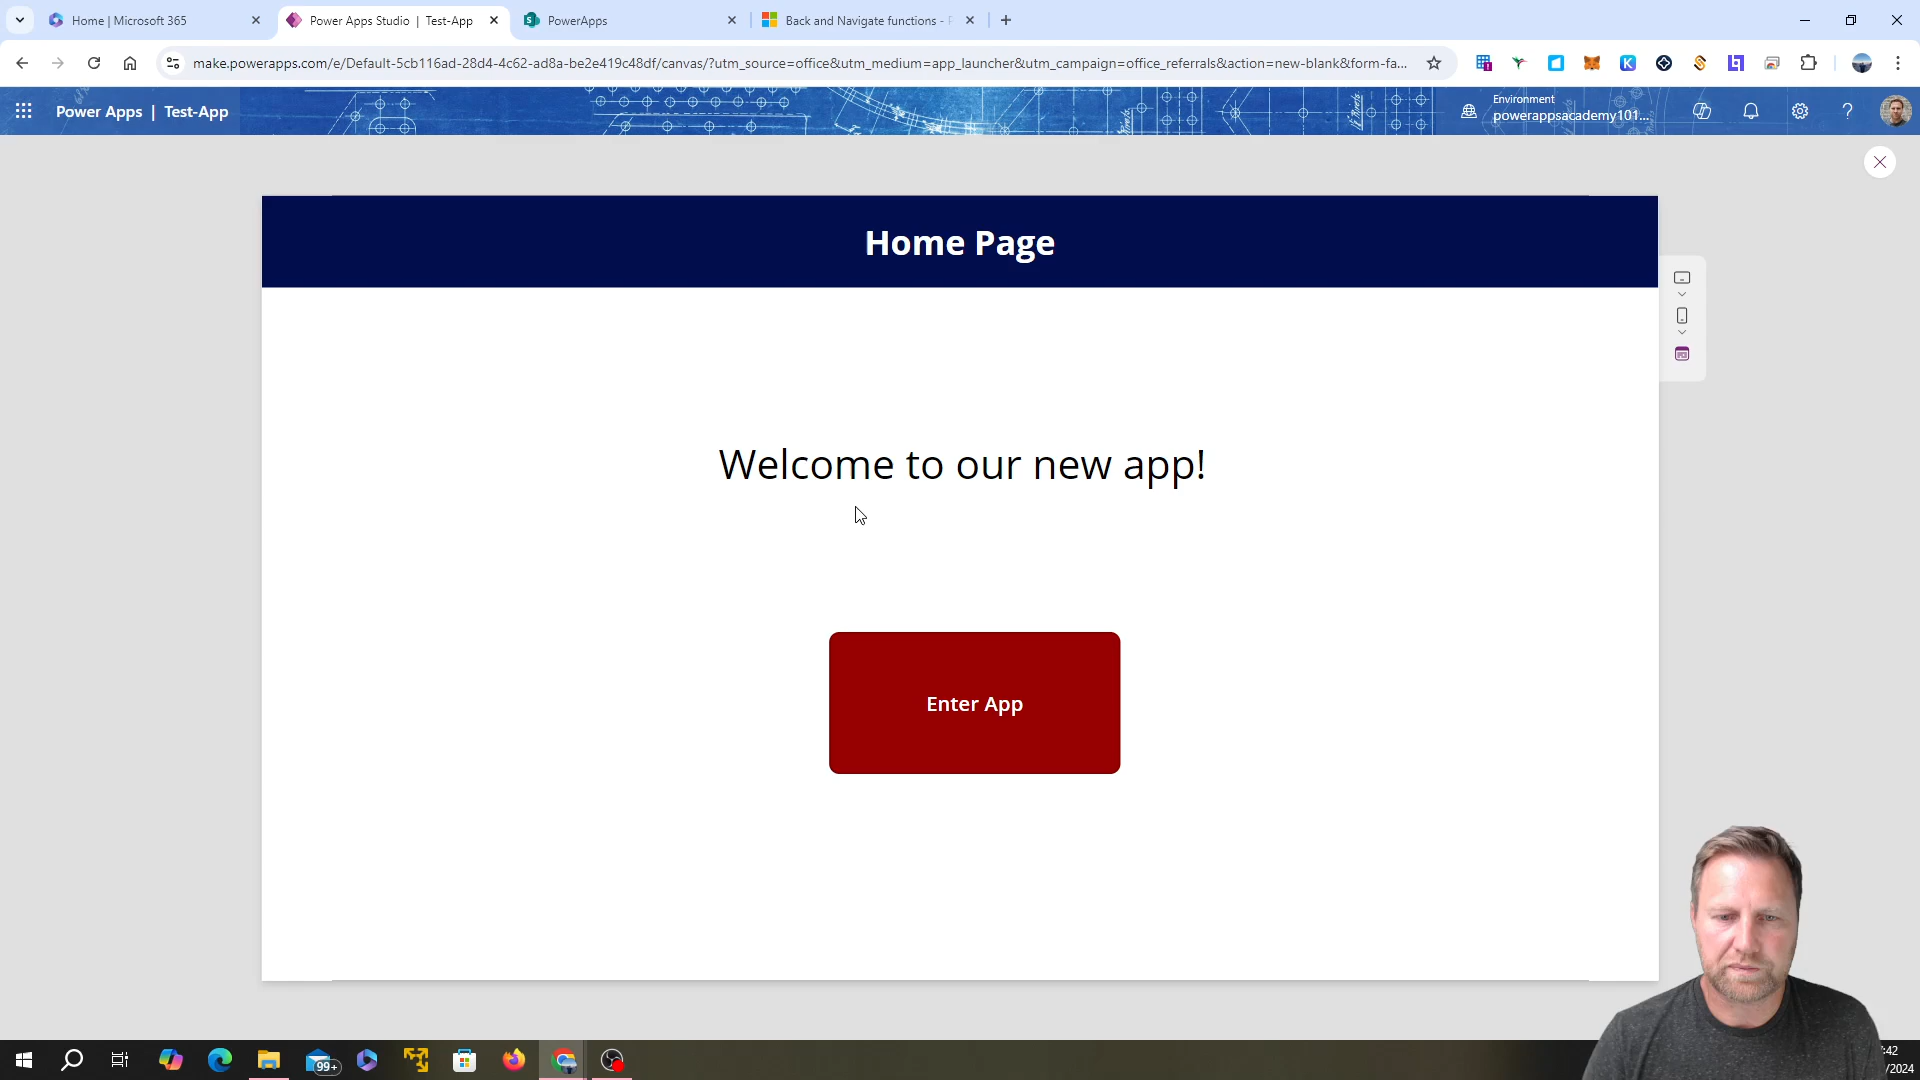 Home | Microsoft 365
Power Apps Studio | Test-App
PowerApps
Back and Navigate functions -
make.powerapps.com/e/Default-5cb116ad-28d4-4c62-ad8a-be2e419c48df/canvas/?utm_source=office&utm_medium=app_launcher&utm_campaign=office_referrals&action=new-blank&form-fa...
Power Apps | Test-App
Environment
powerappsacademy101...
Home Page
Welcome to our new app!
Enter App
99+
:42
/2024